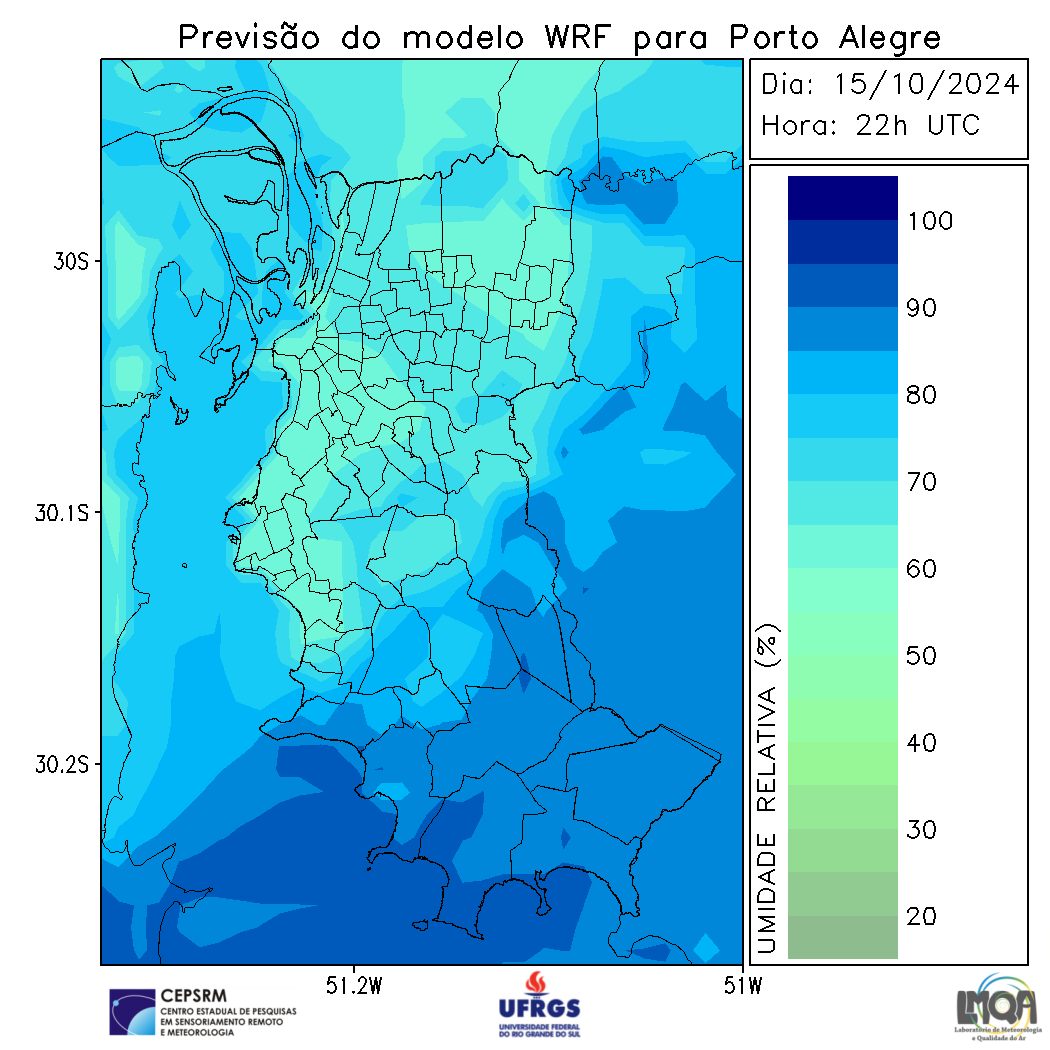 Previsão do modelo WRF para Porto Alegre
Dia: 15/10/2024
Hora: 22h UTC
30S
30.1S
30.2S
51.2W
51W
UMIDADE RELATIVA (%)
100
90
80
70
60
50
40
30
20
CEPSRM
CENTRO ESTADUAL DE PESQUISAS
EM SENSORIAMENTO REMOTO
E METEOROLOGIA
UFRGS
UNIVERSIDADE FEDERAL
DO RIO GRANDE DO SUL
LMQA
Laboratório de Meteorologia
e Qualidade do Ar